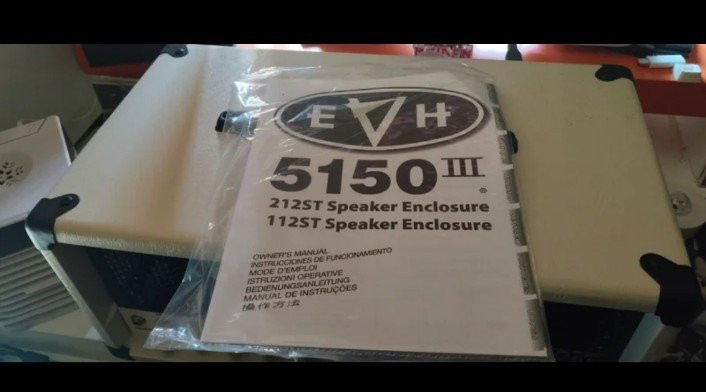 EVH
5150 III
®
212ST Speaker Enclosure
112ST Speaker Enclosure
OWNER'S MANUAL
INSTRUCCIONES DE FUNCIONAMIENTO
MODE D'EMPLOI
ISTRUZIONI OPERATIVE
BEDIENUNGSANLEITUNG
MANUAL DE INSTRUÇÕES
操作方法